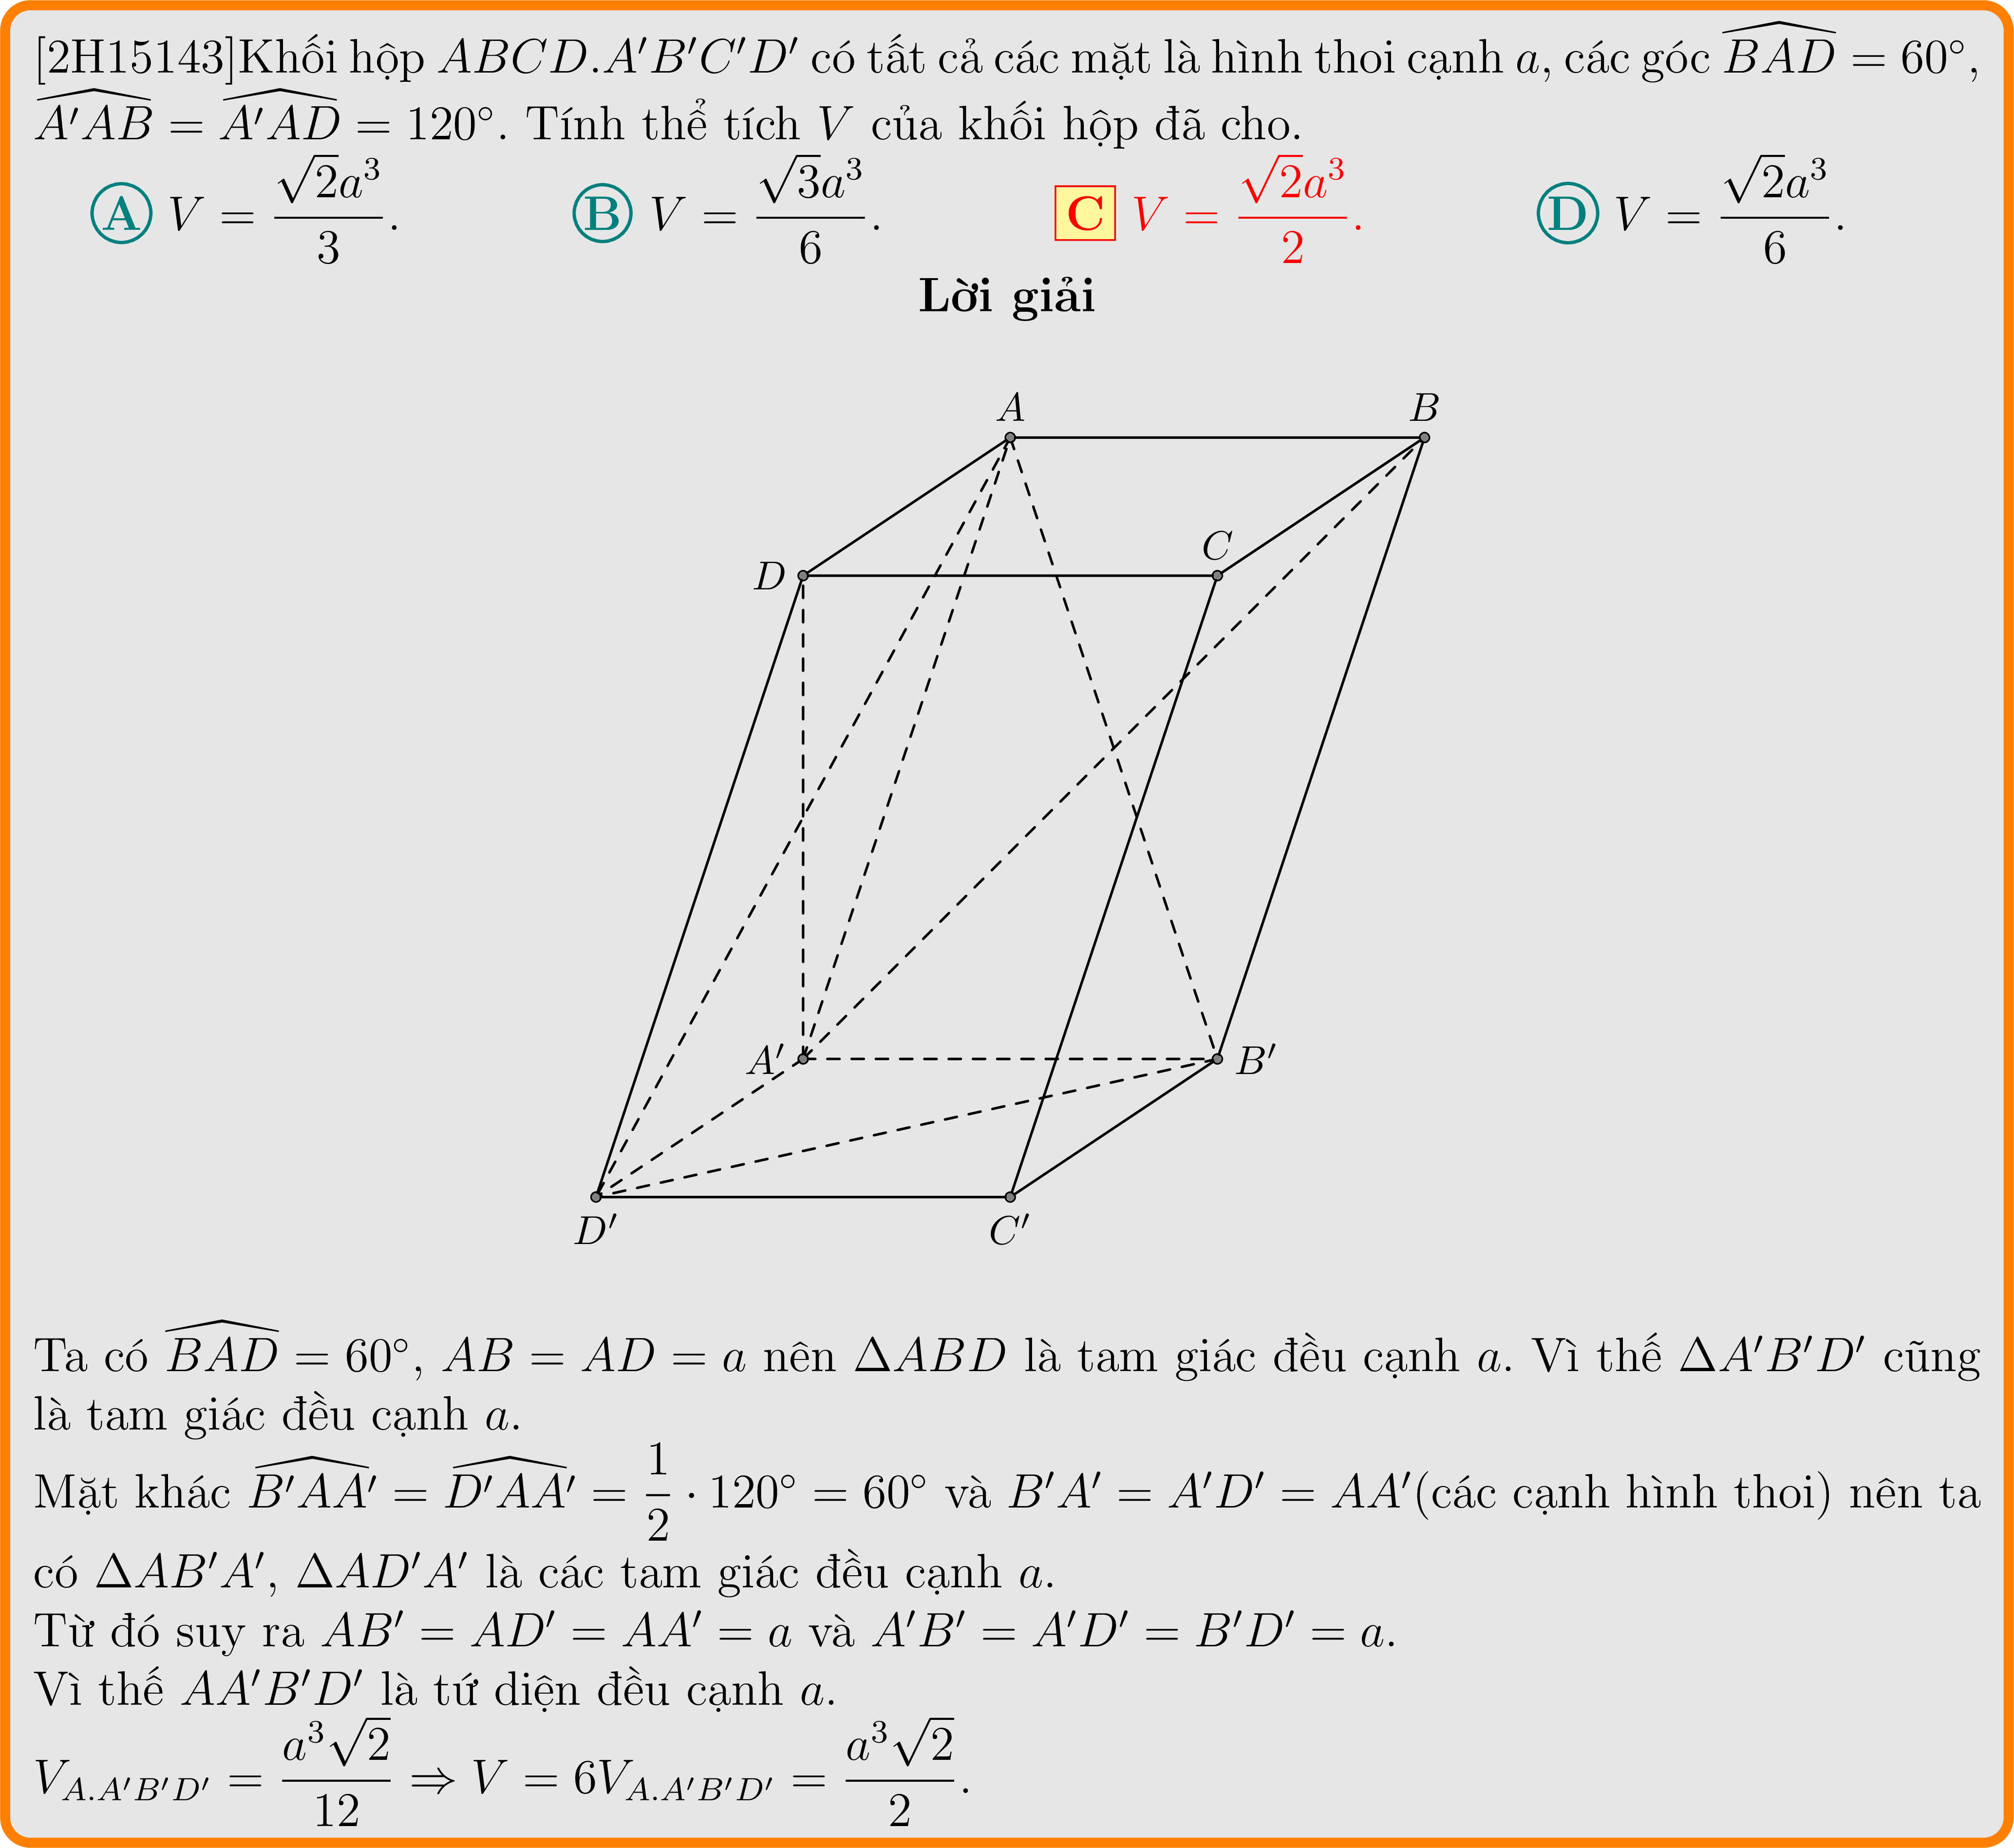 [2H15143]Khối hộp $ABCD.A'B'C'D'$ có tất cả các mặt là hình thoi cạnh $a$, các góc $\widehat{BAD} = 60^\circ$,
$\widehat{A'AB} = \widehat{A'AD} = 120^\circ$. Tính thể tích $V$ của khối hộp đã cho.
A $V = \dfrac{\sqrt{2}a^3}{3}$. B $V = \dfrac{\sqrt{3}a^3}{6}$. C $V = \dfrac{\sqrt{2}a^3}{2}$. D $V = \dfrac{\sqrt{2}a^3}{6}$.
Lời giải
A B
C
D
A' B'
D' C'
Ta có $\widehat{BAD} = 60^\circ$, $AB = AD = a$ nên $\Delta ABD$ là tam giác đều cạnh $a$. Vì thế $\Delta A'B'D'$ cũng
là tam giác đều cạnh $a$.
Mặt khác $\widehat{B'AA'} = \widehat{D'AA'} = \dfrac{1}{2} \cdot 120^\circ = 60^\circ$ và $B'A' = A'D' = AA'$(các cạnh hình thoi) nên ta
có $\Delta AB'A'$, $\Delta AD'A'$ là các tam giác đều cạnh $a$.
Từ đó suy ra $AB' = AD' = AA' = a$ và $A'B' = A'D' = B'D' = a$.
Vì thế $AA'B'D'$ là tứ diện đều cạnh $a$.
$V_{A.A'B'D'} = \dfrac{a^3\sqrt{2}}{12} \Rightarrow V = 6V_{A.A'B'D'} = \dfrac{a^3\sqrt{2}}{2}$.